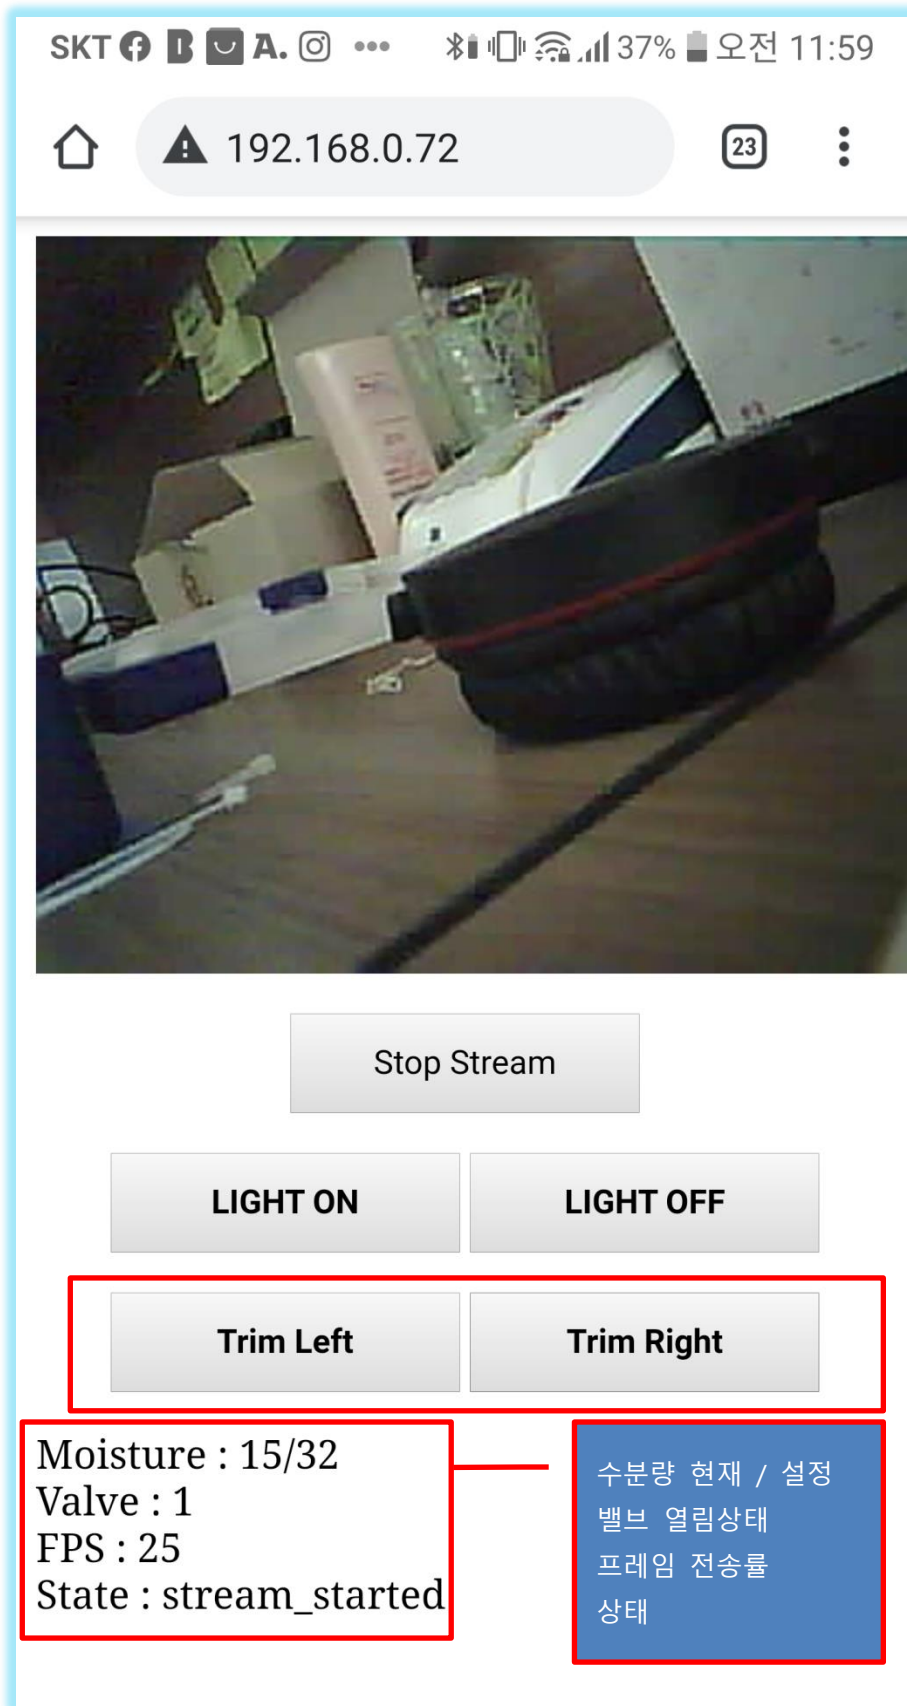 SKT A. 37% 오전 11:59
192.168.0.72 23
Stop Stream
LIGHT ON LIGHT OFF
Trim Left Trim Right
Moisture : 15/32
Valve : 1
FPS : 25
State : stream_started
수분량 현재 / 설정
밸브 열림상태
프레임 전송률
상태